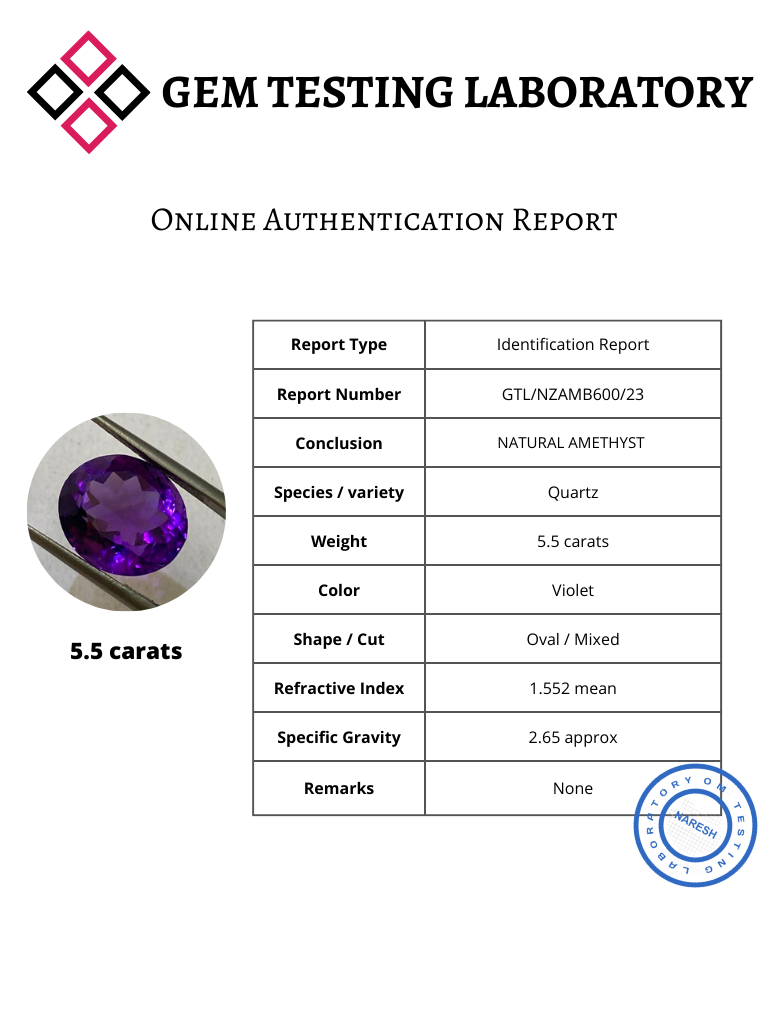 GEM TESTING LABORATORY
Online Authentication Report
Report Type Identification Report
Report Number GTL/NZAMB600/23
Conclusion NATURAL AMETHYST
Species / variety Quartz
Weight 5.5 carats
Color Violet
Shape / Cut Oval / Mixed
Refractive Index 1.552 mean
Specific Gravity 2.65 approx
Remarks None
5.5 carats
OM TESTING LABORATORY
NARESH